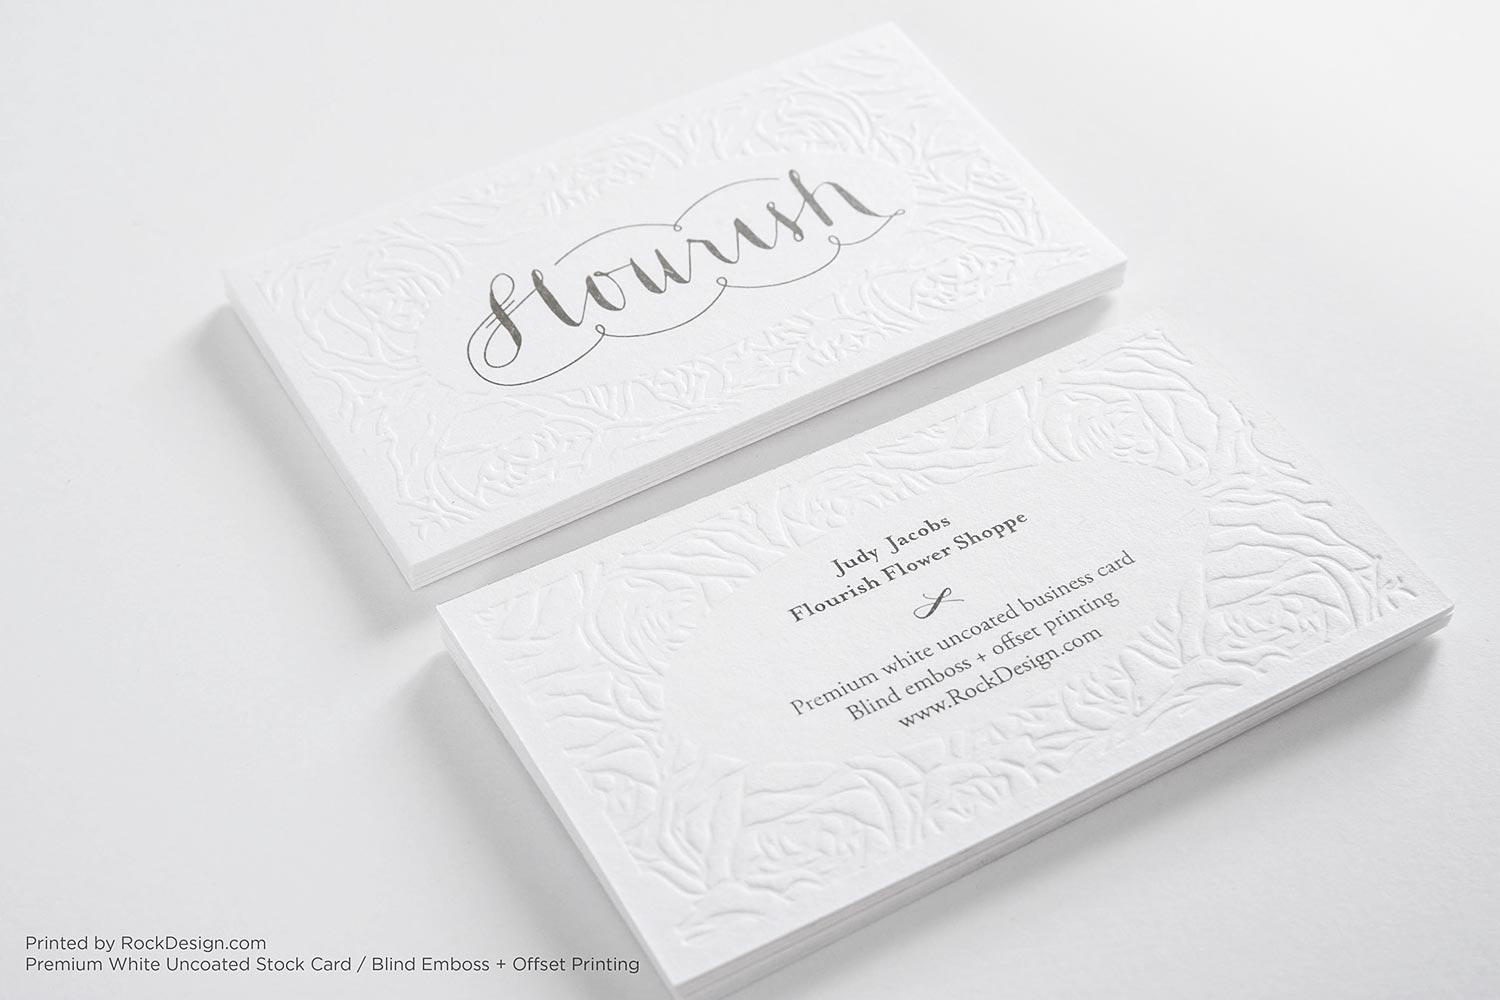 flourish
Judy Jacobs
Flourish Flower Shoppe
Premium white uncoated business card
Blind emboss + offset printing
www.RockDesign.com
Printed by RockDesign.com
Premium White Uncoated Stock Card / Blind Emboss + Offset Printing